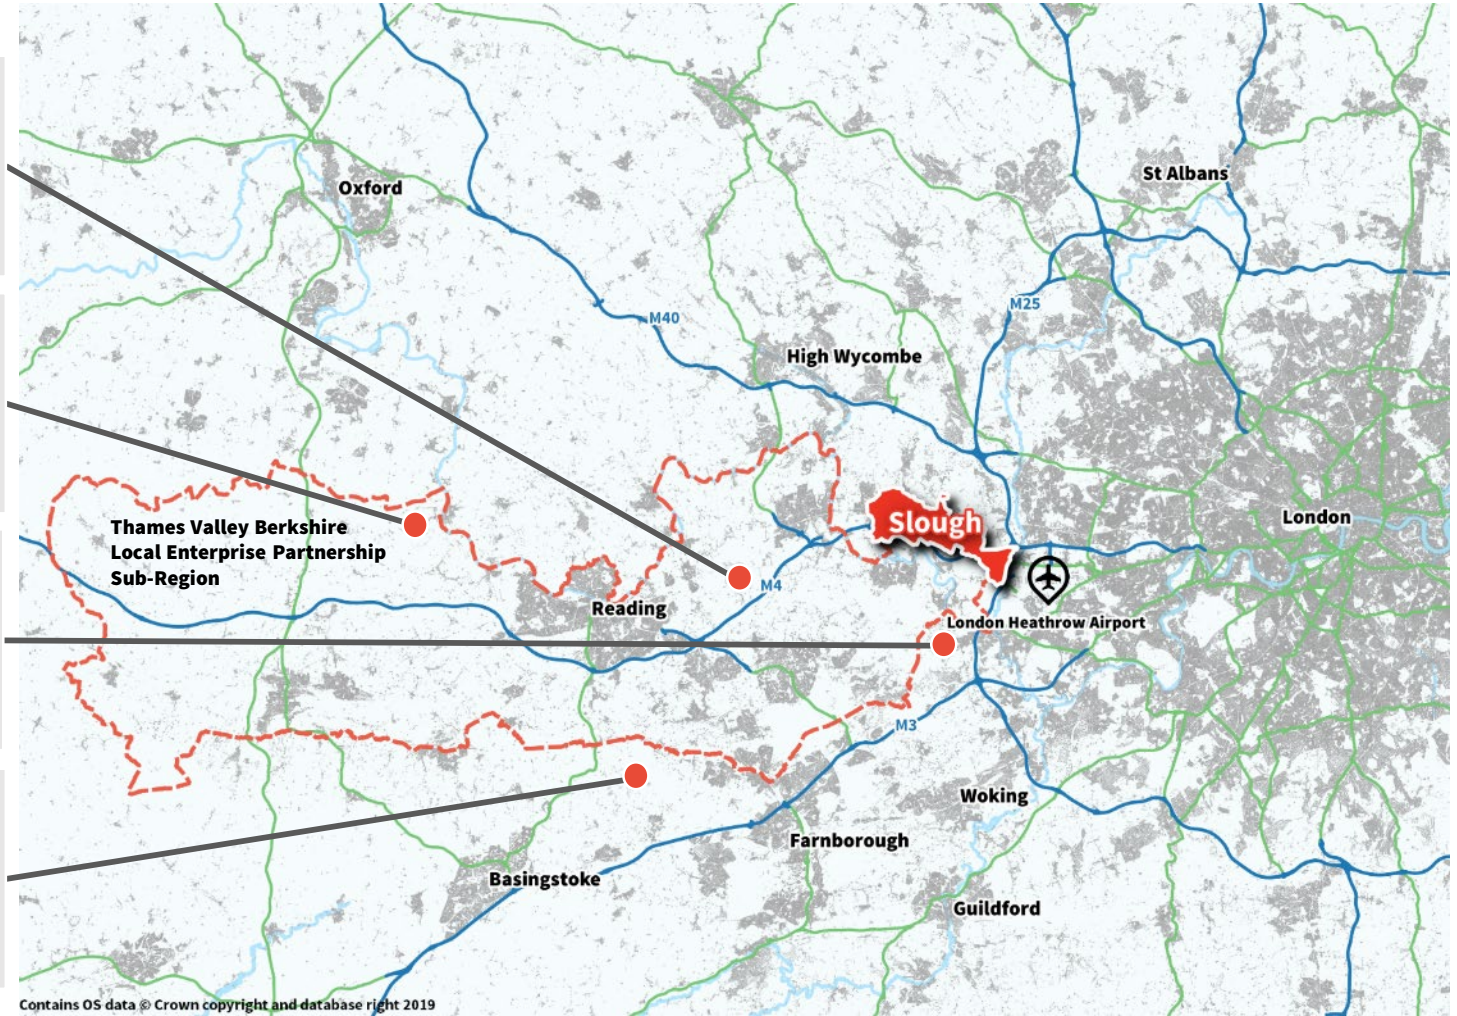 St Albans
Oxford
M25
M40
High Wycombe
Slough
London
Thames Valley Berkshire
Local Enterprise Partnership
Sub-Region
M4
Reading
London Heathrow Airport
M3
Woking
Farnborough
Basingstoke
Guildford
Contains OS data © Crown copyright and database right 2019